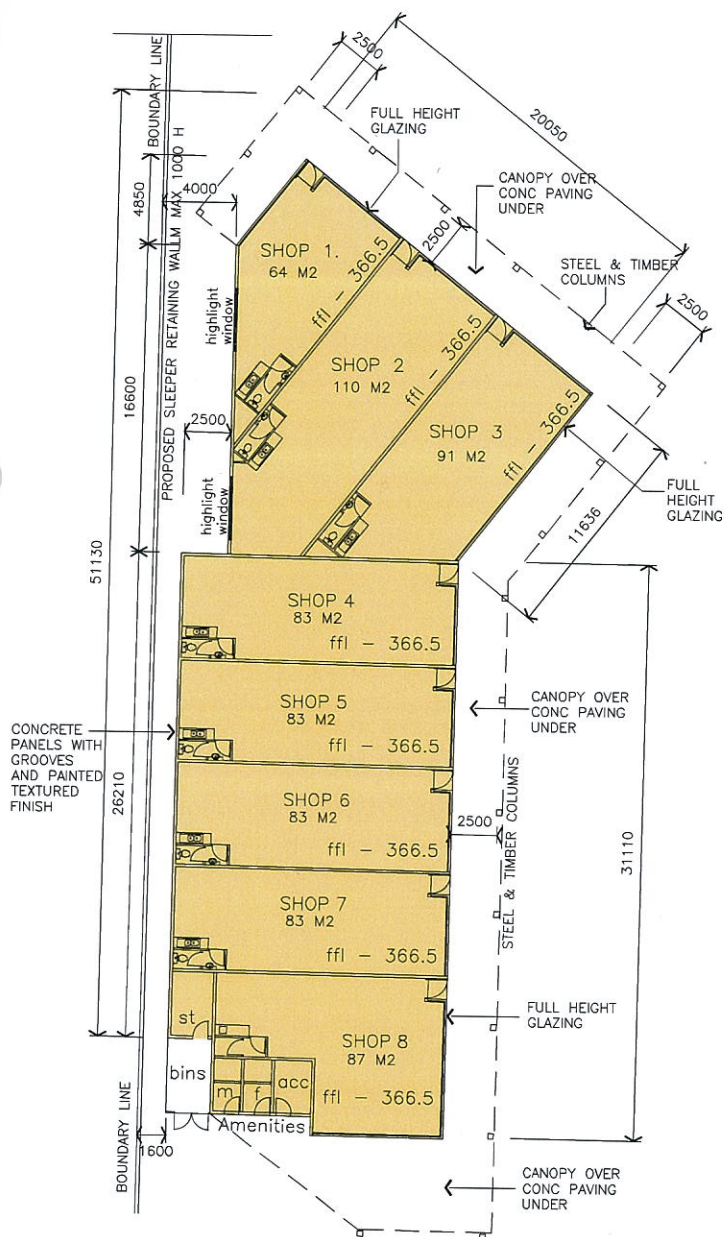 2500
20050
FULL HEIGHT
GLAZING
CANOPY OVER
CONC PAVING
UNDER
STEEL & TIMBER
COLUMNS
2500
2500
BOUNDARY LINE
PROPOSED SLEEPER RETAINING WALLM MAX 1000 H
4850
4000
SHOP 1.
64 M2
ffl - 366.5
highlight
window
SHOP 2
110 M2
ffl - 366.5
16600
2500
SHOP 3
91 M2
ffl - 366.5
highlight
window
FULL
HEIGHT
GLAZING
11636
51130
SHOP 4
83 M2
ffl - 366.5
SHOP 5
83 M2
ffl - 366.5
CANOPY OVER
CONC PAVING
UNDER
CONCRETE
PANELS WITH
GROOVES
AND PAINTED
TEXTURED
FINISH
26210
SHOP 6
83 M2
ffl - 366.5
2500
STEEL & TIMBER COLUMNS
31110
SHOP 7
83 M2
ffl - 366.5
st
SHOP 8
87 M2
ffl - 366.5
FULL HEIGHT
GLAZING
bins
m
f
acc
Amenities
BOUNDARY LINE
1600
CANOPY OVER
CONC PAVING
UNDER